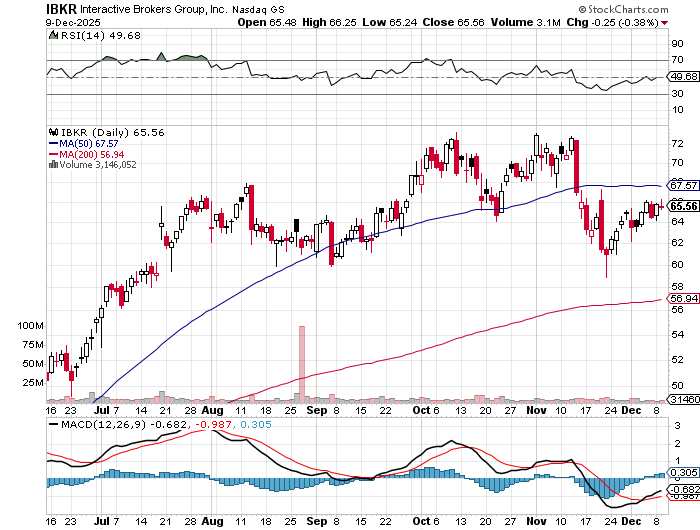 IBKR Interactive Brokers Group, Inc. Nasdaq GS © StockCharts.com
9-Dec-2025 Open 65.48 High 66.25 Low 65.24 Close 65.56 Volume 3.1M Chg -0.25 (-0.38%)
RSI(14) 49.68
90
70
49.68
30
10
IBKR (Daily) 65.56
MA(50) 67.57
MA(200) 56.94
Volume 3,146,052
72
70
67.57
65.56
64
62
60
58
56.94
56
54
52
50
100M
75M
50M
25M
31460
16 23 Jul 7 14 21 28 Aug 11 18 25 Sep 8 15 22 Oct 6 13 20 27 Nov 10 17 24 Dec 8
MACD(12,26,9) -0.682, -0.987, 0.305
3
2
1
0.305
-0.682
-0.987
16 23 Jul 7 14 21 28 Aug 11 18 25 Sep 8 15 22 Oct 6 13 20 27 Nov 10 17 24 Dec 8